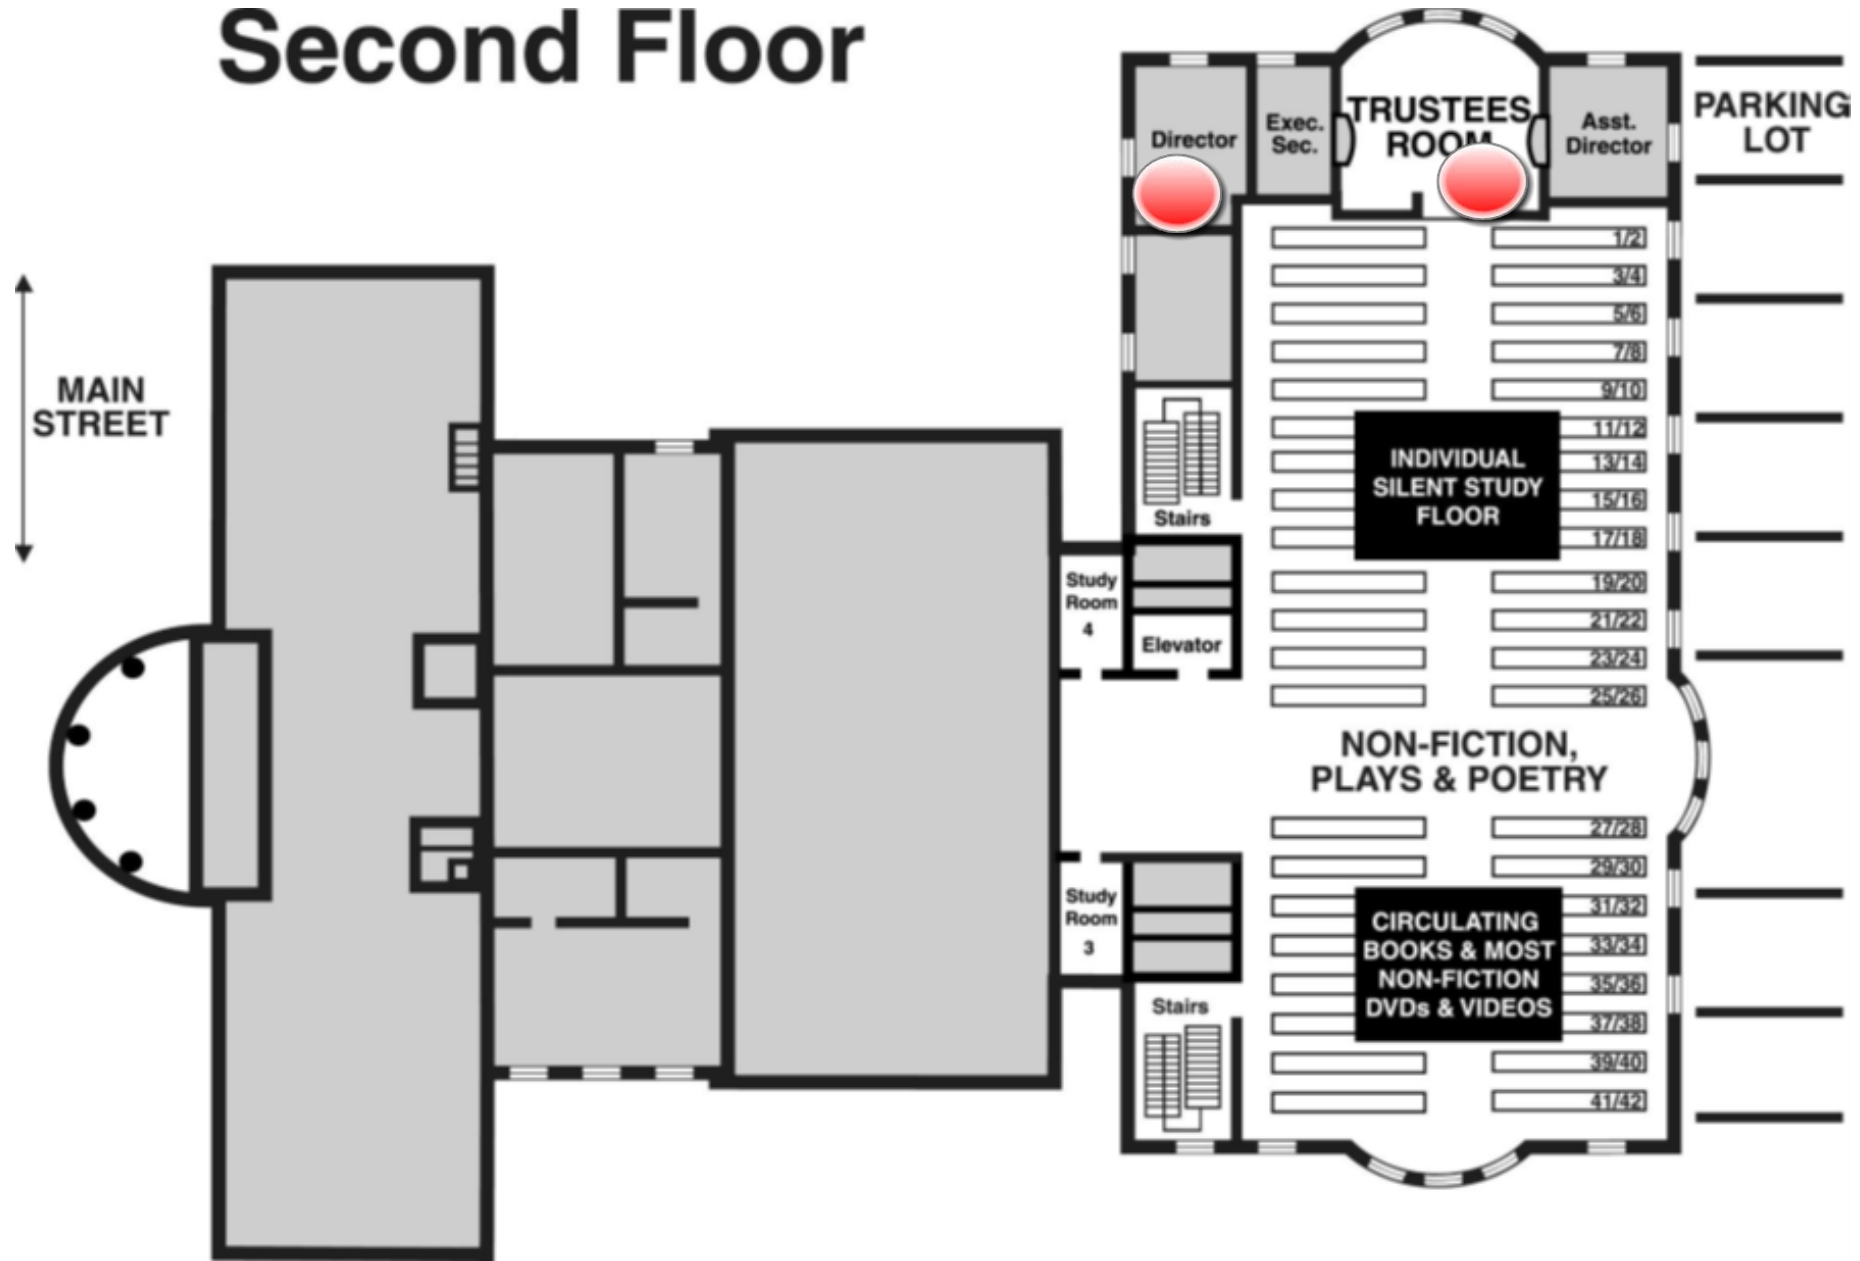 Second Floor
Director
Exec.
Sec.
TRUSTEES
ROOM
Asst.
Director
PARKING
LOT
1/2
3/4
5/6
7/8
9/10
11/12
13/14
15/16
17/18
19/20
21/22
23/24
25/26
MAIN
STREET
INDIVIDUAL
SILENT STUDY
FLOOR
Stairs
Study
Room
4
Elevator
NON-FICTION,
PLAYS & POETRY
27/28
29/30
31/32
33/34
35/36
37/38
39/40
41/42
Study
Room
3
CIRCULATING
BOOKS & MOST
NON-FICTION
DVDs & VIDEOS
Stairs